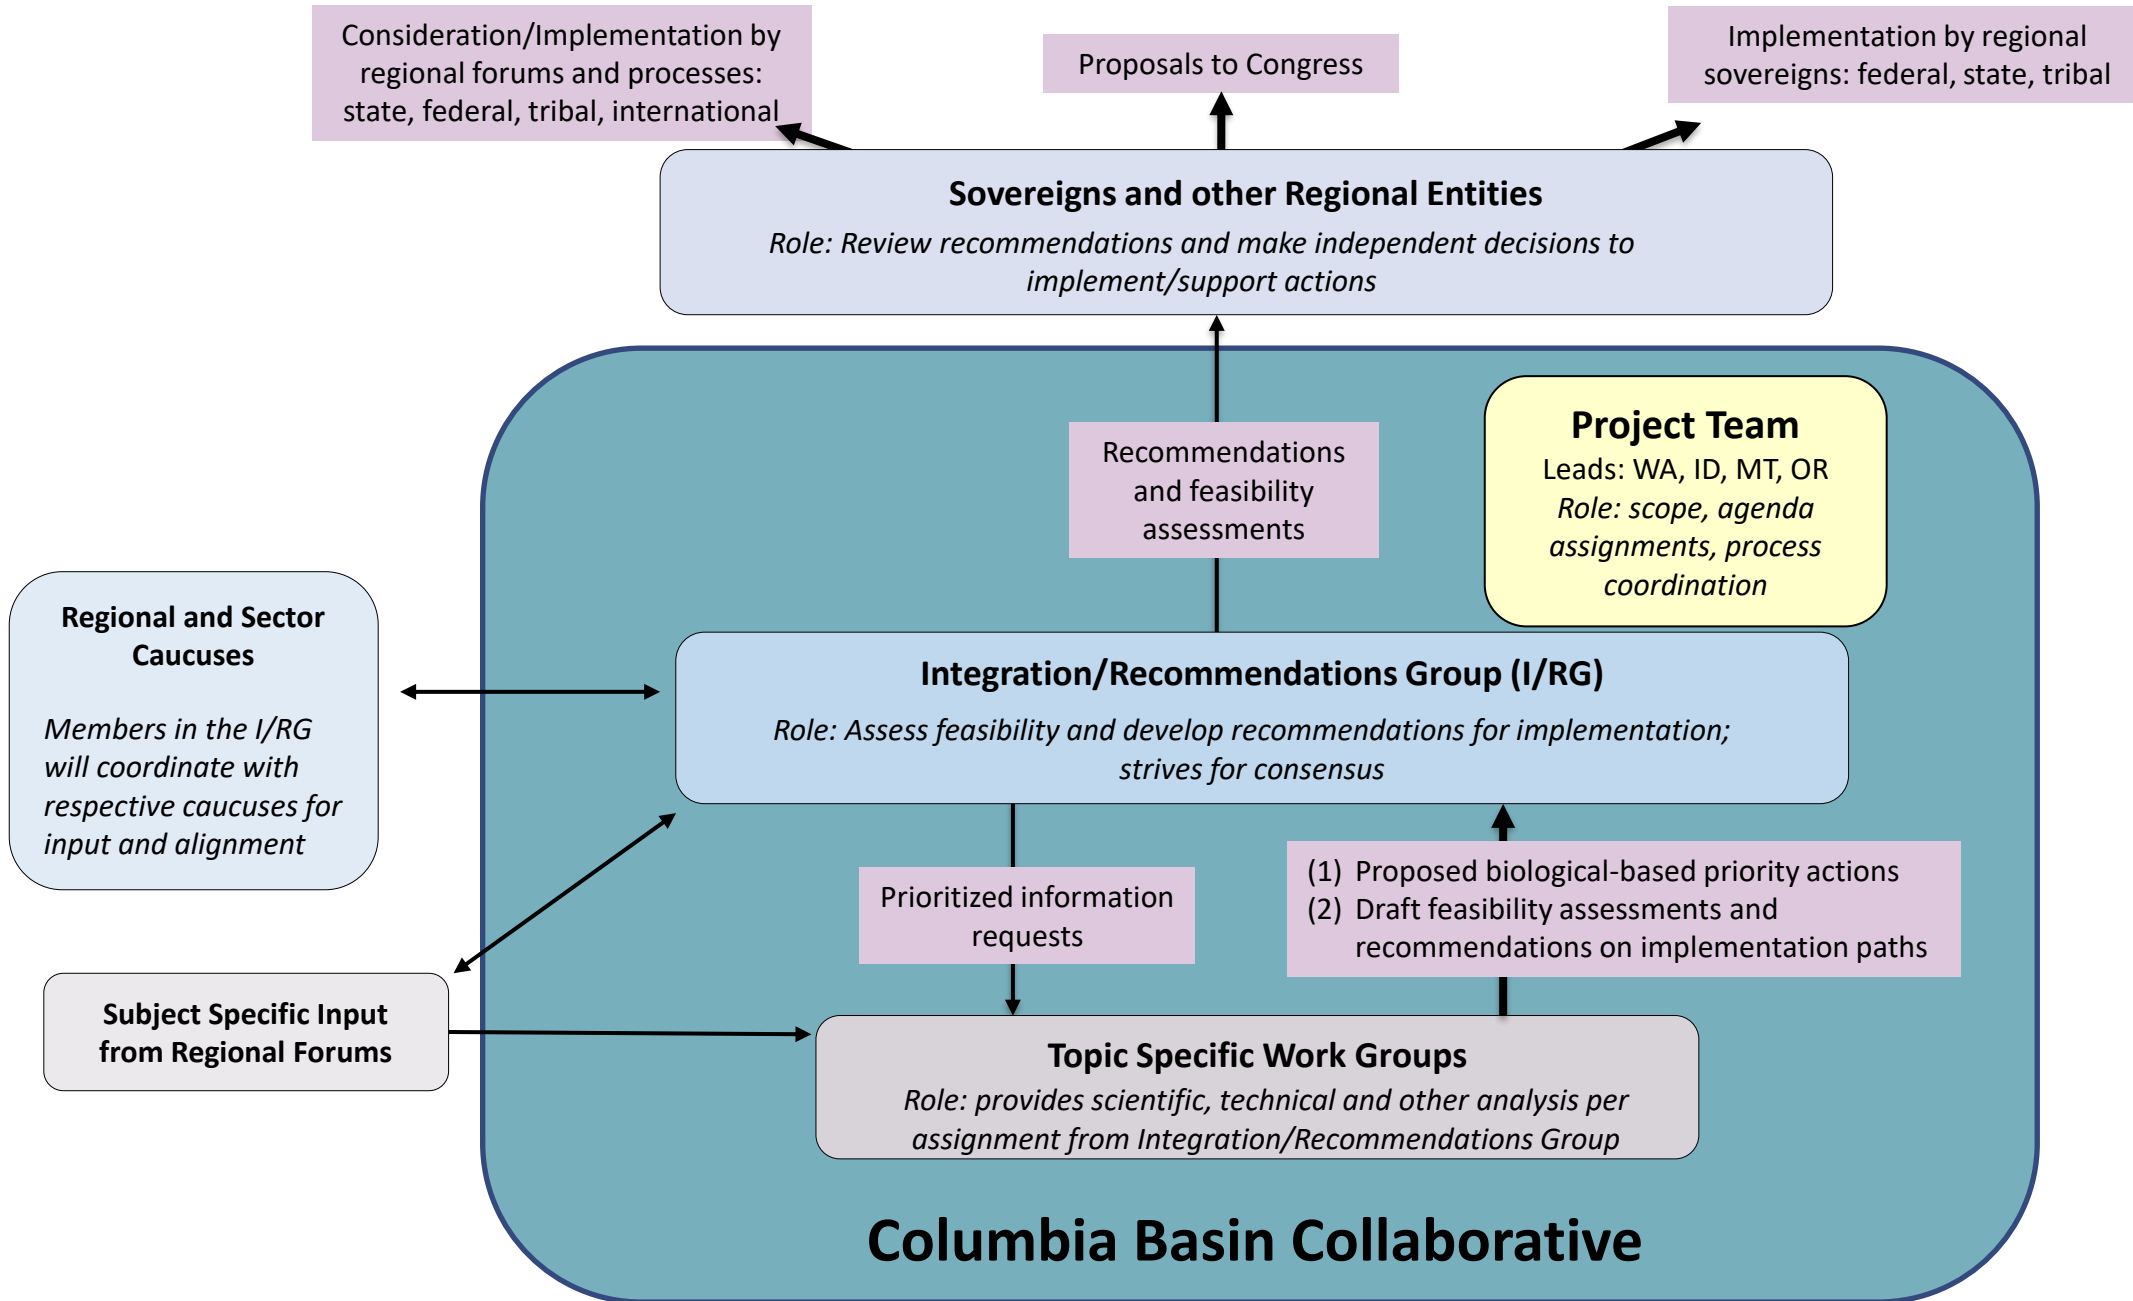 Consideration/Implementation by
regional forums and processes:
state, federal, tribal, international
Proposals to Congress
Implementation by regional
sovereigns: federal, state, tribal
Sovereigns and other Regional Entities
Role: Review recommendations and make independent decisions to
implement/support actions
Recommendations
and feasibility
assessments
Project Team
Leads: WA, ID, MT, OR
Role: scope, agenda
assignments, process
coordination
Regional and Sector
Caucuses
Members in the I/RG
will coordinate with
respective caucuses for
input and alignment
Integration/Recommendations Group (I/RG)
Role: Assess feasibility and develop recommendations for implementation;
strives for consensus
Prioritized information
requests
(1) Proposed biological-based priority actions
(2) Draft feasibility assessments and
recommendations on implementation paths
Subject Specific Input
from Regional Forums
Topic Specific Work Groups
Role: provides scientific, technical and other analysis per
assignment from Integration/Recommendations Group
Columbia Basin Collaborative